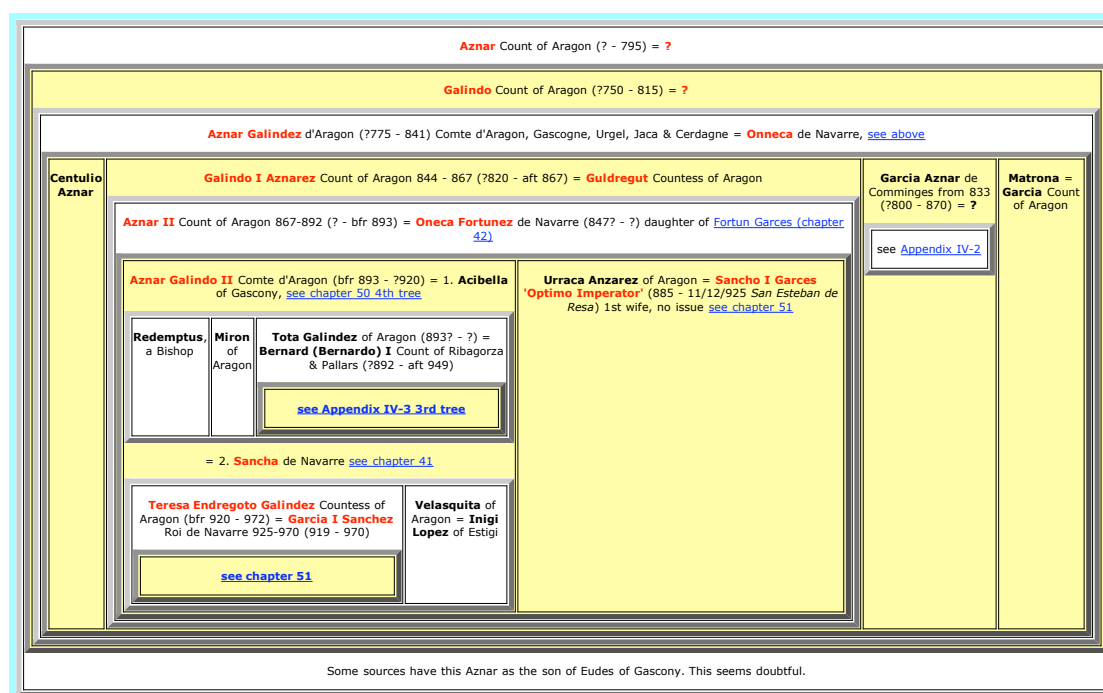 Aznar Count of Aragon (? - 795) = ?
Galindo Count of Aragon (?750 - 815) = ?
Aznar Galindez d'Aragon (?775 - 841) Comte d'Aragon, Gascogne, Urgel, Jaca & Cerdagne = Onneca de Navarre, see above
Centulio
Aznar
Galindo I Aznarez Count of Aragon 844 - 867 (?820 - aft 867) = Guldregut Countess of Aragon
Aznar II Count of Aragon 867-892 (? - bfr 893) = Oneca Fortunez de Navarre (847? - ?) daughter of Fortun Garces (chapter
42)
Aznar Galindo II Comte d'Aragon (bfr 893 - ?920) = 1. Acibella
of Gascony, see chapter 50 4th tree
Redemptus,
a Bishop
Miron
of
Aragon
Tota Galindez of Aragon (893? - ?) =
Bernard (Bernardo) I Count of Ribagorza
& Pallars (?892 - aft 949)
see Appendix IV-3 3rd tree
= 2. Sancha de Navarre see chapter 41
Teresa Endregoto Galindez Countess of
Aragon (bfr 920 - 972) = Garcia I Sanchez
Roi de Navarre 925-970 (919 - 970)
see chapter 51
Velasquita of
Aragon = Inigi
Lopez of Estigi
Urraca Anzarez of Aragon = Sancho I Garces
'Optimo Imperator' (885 - 11/12/925 San Esteban de
Resa) 1st wife, no issue see chapter 51
Garcia Aznar de
Comminges from 833
(?800 - 870) = ?
see Appendix IV-2
Matrona =
Garcia Count
of Aragon
Some sources have this Aznar as the son of Eudes of Gascony. This seems doubtful.